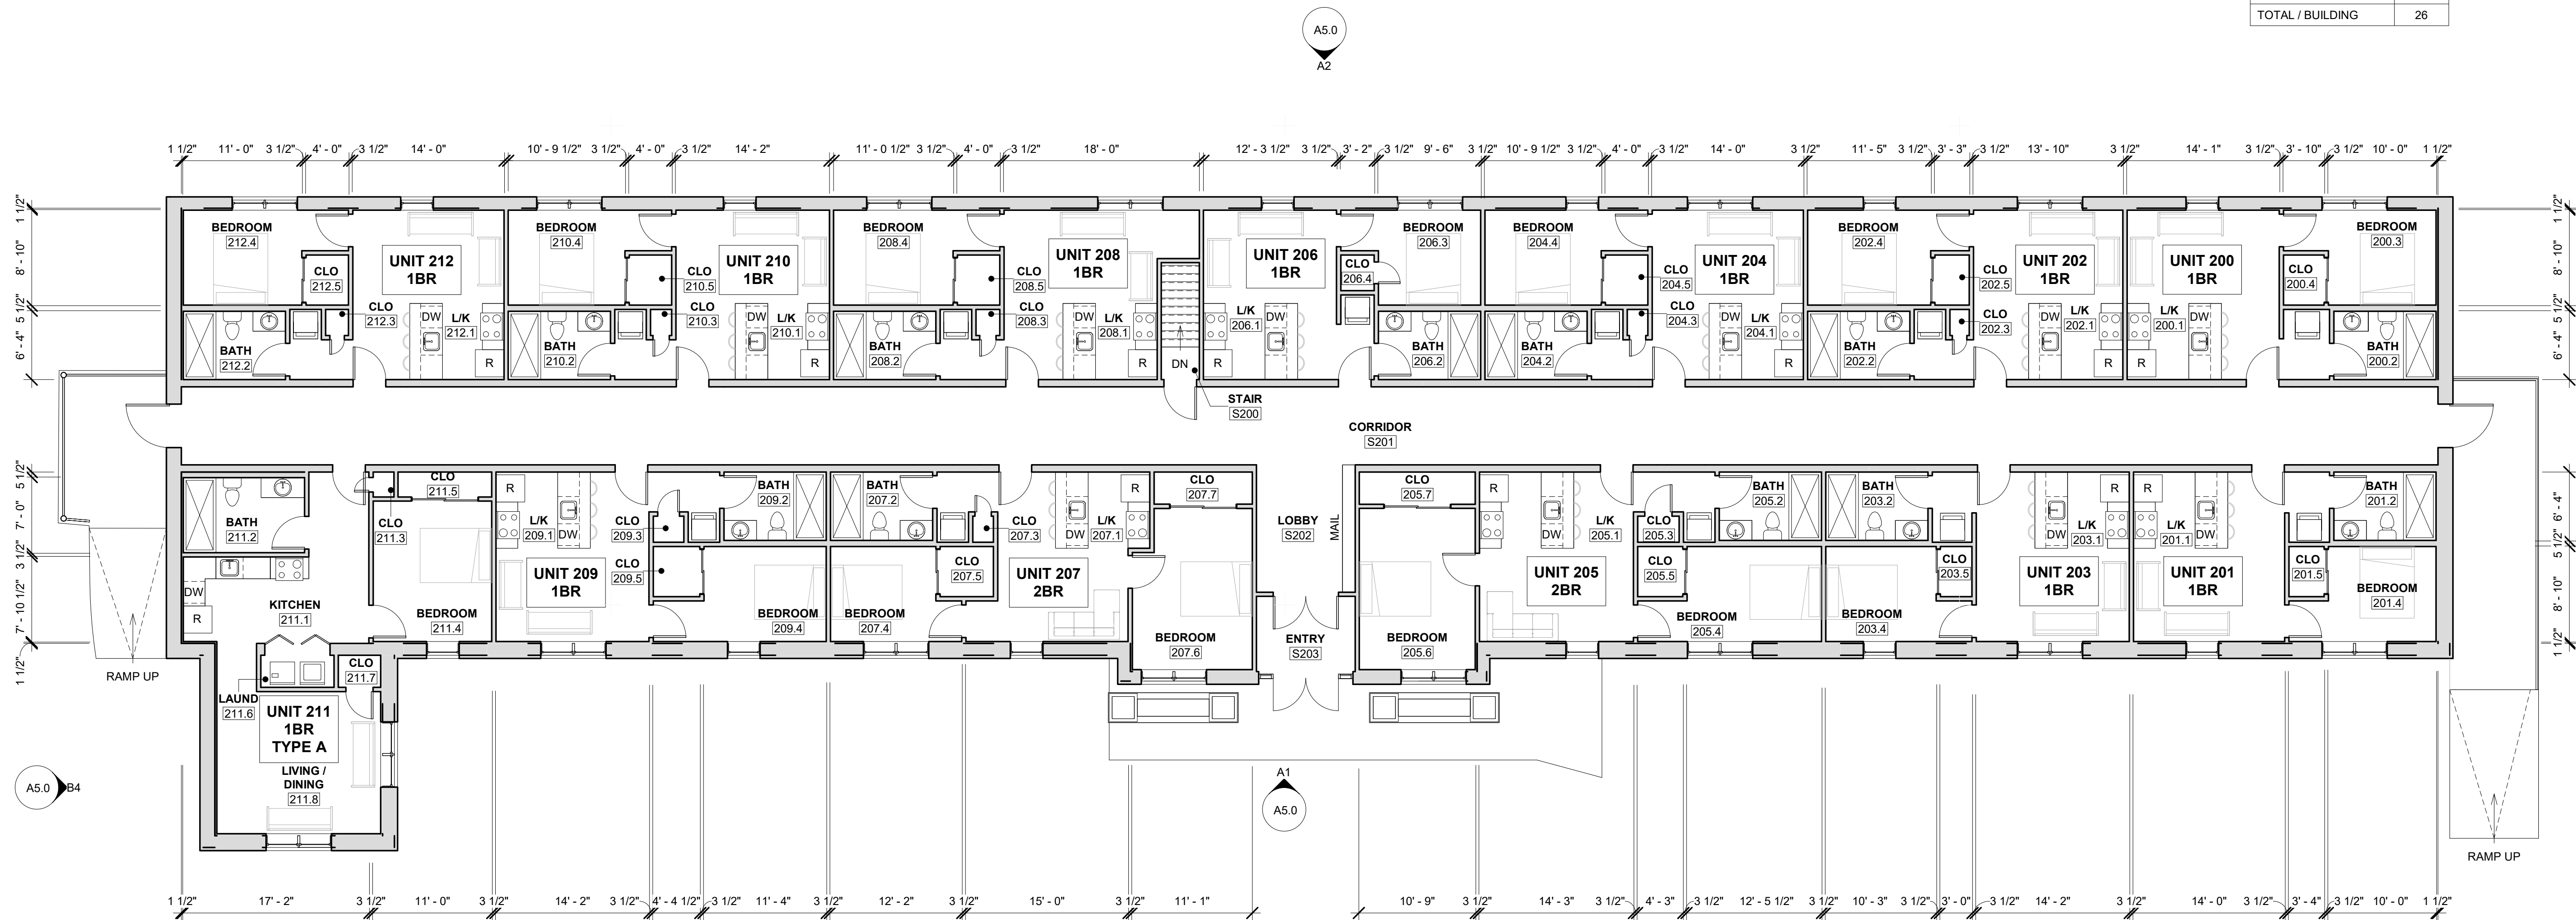 TOTAL / BUILDING 26
A5.0
A2
1 1/2" 11' - 0" 3 1/2" 4' - 0" 3 1/2" 14' - 0" 10' - 9 1/2" 3 1/2" 4' - 0" 3 1/2" 14' - 2" 11' - 0 1/2" 3 1/2" 4' - 0" 3 1/2" 18' - 0" 12' - 3 1/2" 3 1/2" 3' - 2" 3 1/2" 9' - 6" 3 1/2" 10' - 9 1/2" 3 1/2" 4' - 0" 3 1/2" 14' - 0" 3 1/2" 11' - 5" 3 1/2" 3' - 3" 3 1/2" 13' - 10" 3 1/2" 14' - 1" 3 1/2" 3' - 10" 3 1/2" 10' - 0" 1 1/2"
1 1/2"
8' - 10"
5 1/2"
6' - 4"
BEDROOM
212.4
UNIT 212
1BR
CLO
212.5
CLO
212.3
DW
L/K
212.1
R
BATH
212.2
BEDROOM
210.4
UNIT 210
1BR
CLO
210.5
CLO
210.3
DW
L/K
210.1
R
BATH
210.2
BEDROOM
208.4
UNIT 208
1BR
CLO
208.5
CLO
208.3
DW
L/K
208.1
R
BATH
208.2
DN
STAIR
S200
UNIT 206
1BR
BEDROOM
206.3
CLO
206.4
L/K
206.1
DW
R
BATH
206.2
BEDROOM
204.4
UNIT 204
1BR
CLO
204.5
CLO
204.3
DW
L/K
204.1
R
BATH
204.2
BEDROOM
202.4
UNIT 202
1BR
CLO
202.5
CLO
202.3
DW
L/K
202.1
R
BATH
202.2
UNIT 200
1BR
BEDROOM
200.3
CLO
200.4
L/K
200.1
DW
R
BATH
200.2
1 1/2"
8' - 10"
5 1/2"
6' - 4"
CORRIDOR
S201
5 1/2"
7' - 0"
3 1/2"
7' - 10 1/2"
1 1/2"
RAMP UP
BATH
211.2
CLO
211.3
CLO
211.5
DW
R
KITCHEN
211.1
BEDROOM
211.4
CLO
211.7
LAUND
211.6
UNIT 211
1BR
TYPE A
LIVING /
DINING
211.8
R
L/K
209.1
DW
CLO
209.3
BATH
209.2
CLO
209.5
UNIT 209
1BR
BEDROOM
209.4
BATH
207.2
CLO
207.3
L/K
207.1
R
DW
CLO
207.5
UNIT 207
2BR
BEDROOM
207.4
CLO
207.7
BEDROOM
207.6
LOBBY
S202
MAIL
ENTRY
S203
CLO
205.7
BEDROOM
205.6
R
L/K
205.1
DW
CLO
205.3
BATH
205.2
CLO
205.5
UNIT 205
2BR
BEDROOM
205.4
BATH
203.2
R
L/K
203.1
DW
CLO
203.5
UNIT 203
1BR
BEDROOM
203.4
R
L/K
201.1
DW
BATH
201.2
UNIT 201
1BR
CLO
201.5
BEDROOM
201.4
6' - 4"
5 1/2"
8' - 10"
1 1/2"
RAMP UP
A5.0
B4
A1
A5.0
1 1/2" 17' - 2" 3 1/2" 11' - 0" 3 1/2" 14' - 2" 3 1/2" 4' - 4 1/2" 3 1/2" 11' - 4" 3 1/2" 12' - 2" 3 1/2" 15' - 0" 3 1/2" 11' - 1" 10' - 9" 3 1/2" 14' - 3" 3 1/2" 4' - 3" 3 1/2" 12' - 5 1/2" 3 1/2" 10' - 3" 3 1/2" 3' - 0" 3 1/2" 14' - 2" 3 1/2" 14' - 0" 3 1/2" 3' - 4" 3 1/2" 10' - 0" 1 1/2"